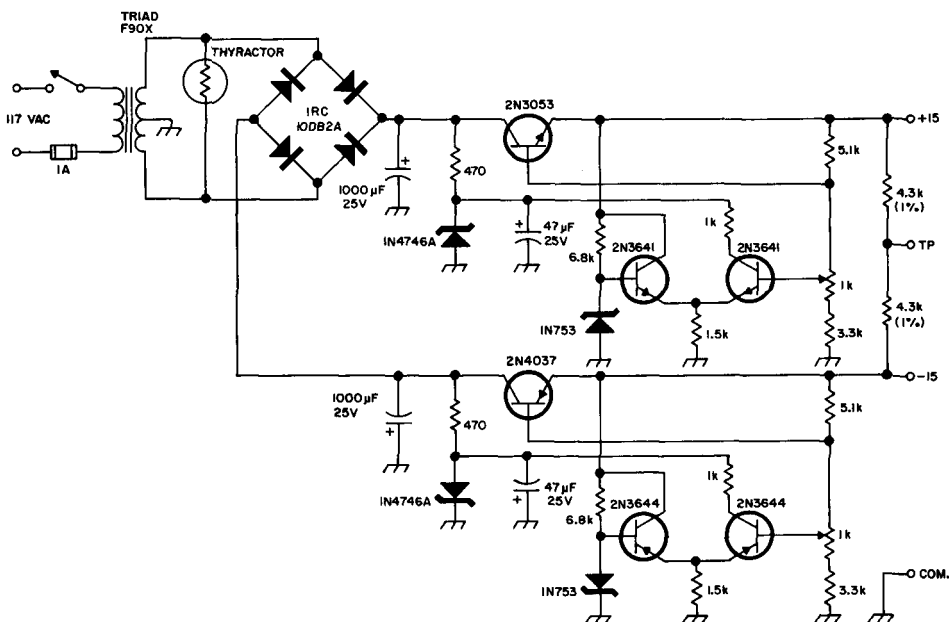 TRIAD
F90X
THYRACTOR
117 VAC
1A
IRC
10DB2A
2N3053
+15
5.1k
4.3k
(1%)
1000µF
25V
+
470
1N4746A
+
47µF
25V
1k
6.8k
2N3641
2N3641
TP
1k
4.3k
(1%)
1N753
1.5k
3.3k
2N4037
-15
5.1k
1000µF
25V
+
470
1N4746A
+
47µF
25V
1k
6.8k
2N3644
2N3644
1k
1N753
1.5k
3.3k
COM.